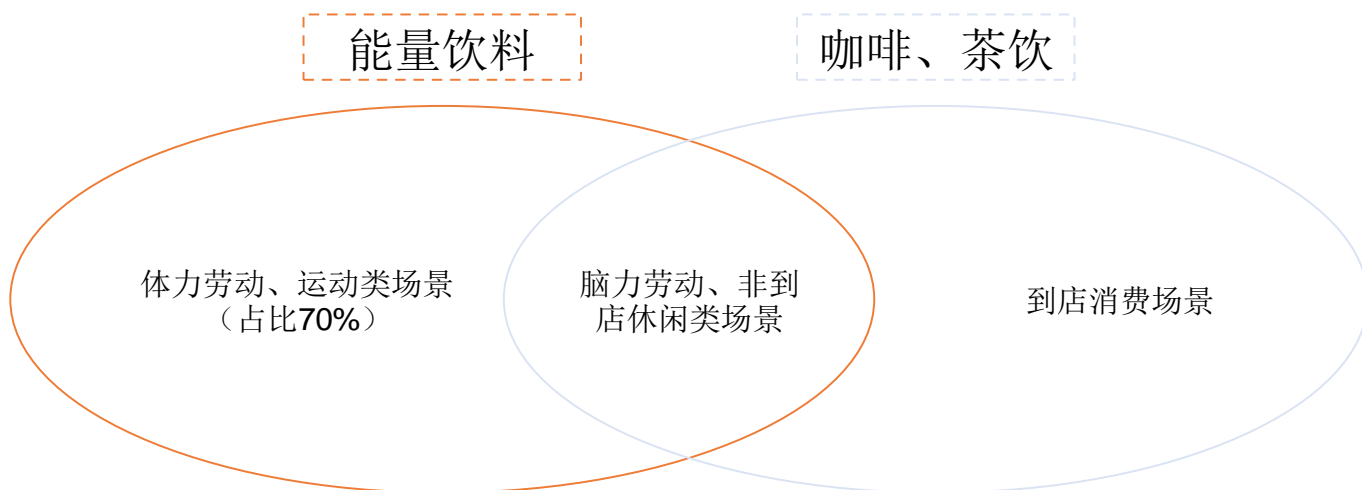 能量饮料
咖啡、茶饮
体力劳动、运动类场景
（占比70%）
脑力劳动、非到
店休闲类场景
到店消费场景